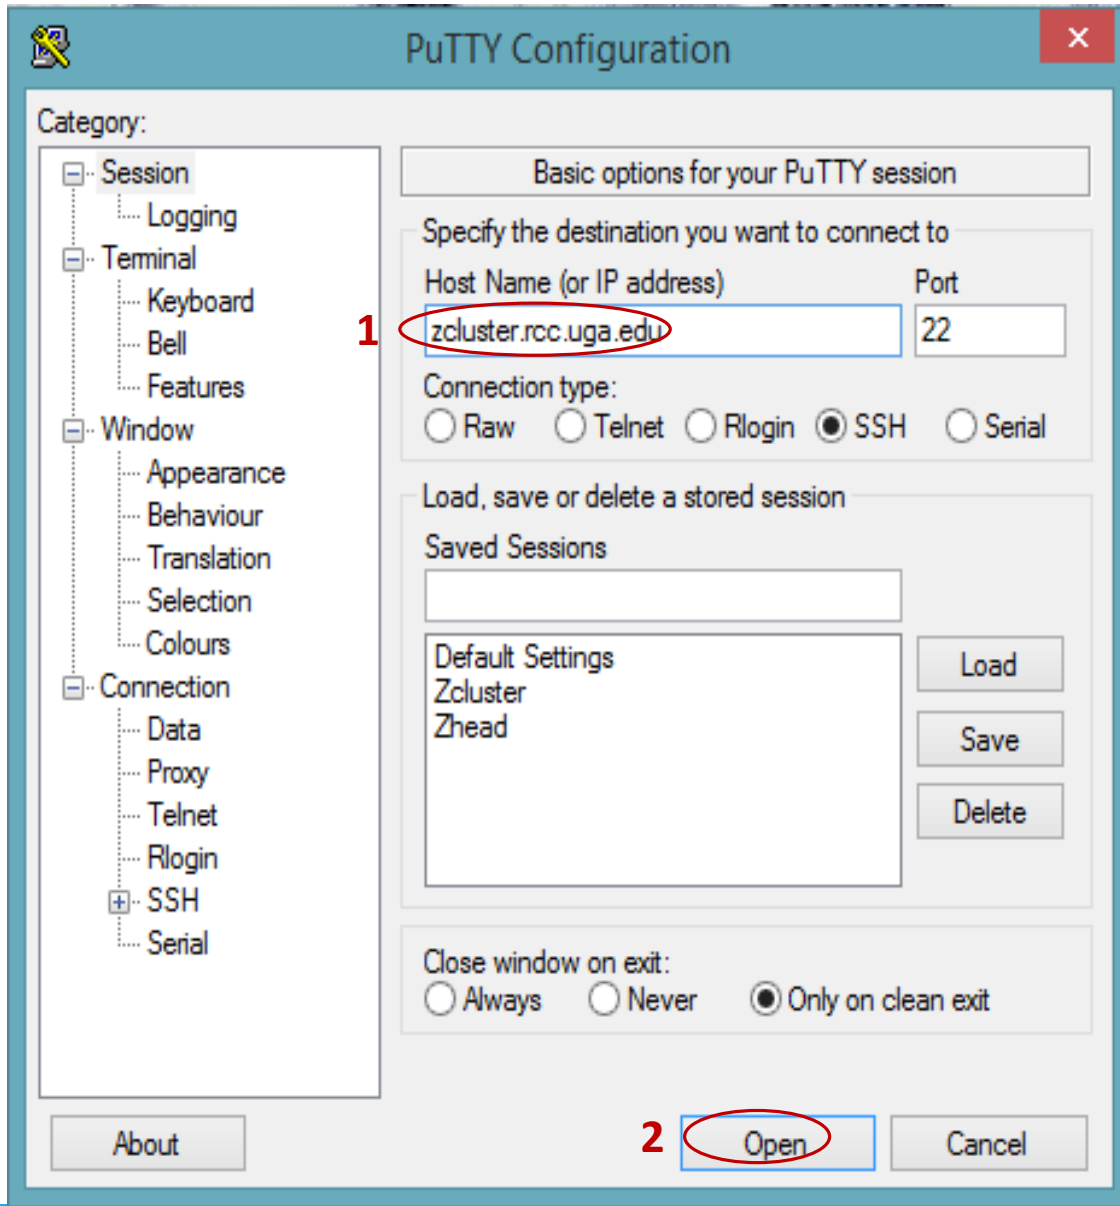 PuTTY Configuration
Category:
Session
Logging
Terminal
Keyboard
Bell
Features
Window
Appearance
Behaviour
Translation
Selection
Colours
Connection
Data
Proxy
Telnet
Rlogin
SSH
Serial
Basic options for your PuTTY session
Specify the destination you want to connect to
Host Name (or IP address) Port
1 zcluster.rcc.uga.edu 22
Connection type:
Raw Telnet Rlogin SSH Serial
Load, save or delete a stored session
Saved Sessions
Default Settings
Zcluster
Zhead
Load
Save
Delete
Close window on exit:
Always Never Only on clean exit
About 2 Open Cancel